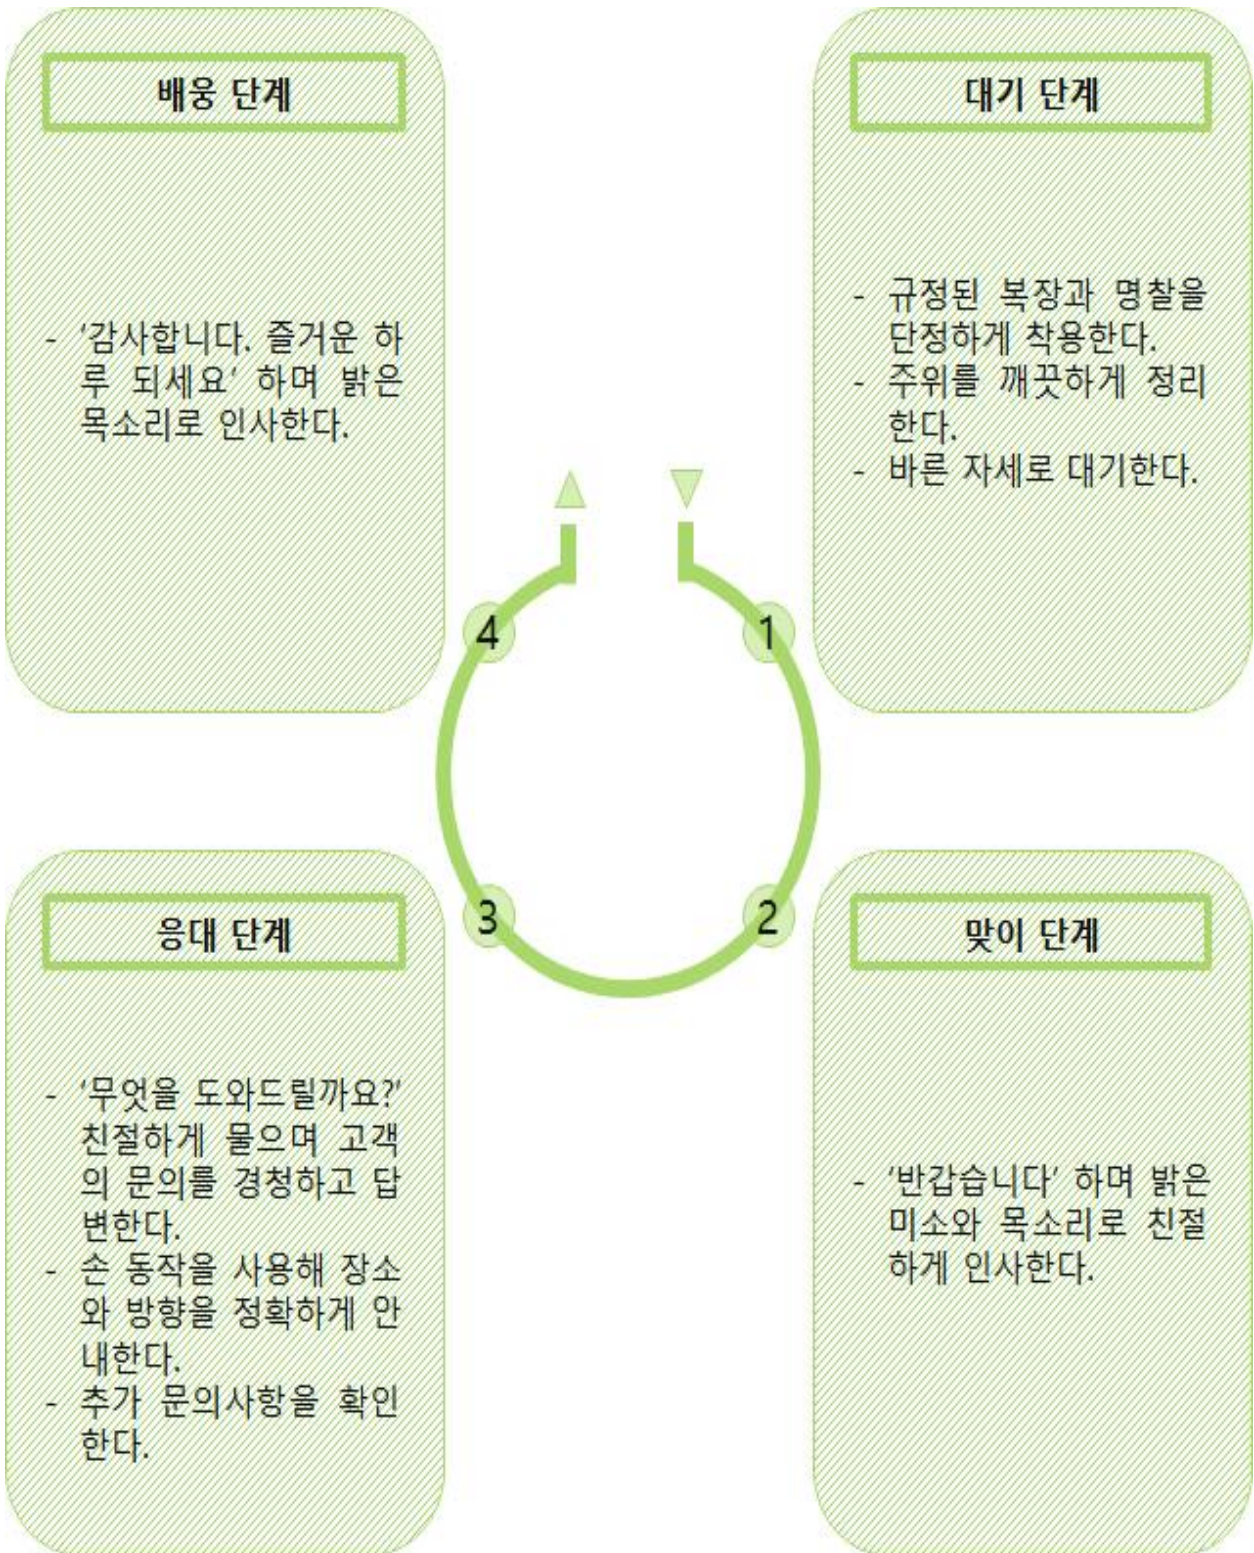 배웅 단계
- '감사합니다. 즐거운 하
루 되세요' 하며 밝은
목소리로 인사한다.
대기 단계
- 규정된 복장과 명찰을
단정하게 착용한다.
- 주위를 깨끗하게 정리
한다.
- 바른 자세로 대기한다.
4
1
3
2
응대 단계
- '무엇을 도와드릴까요?'
친절하게 물으며 고객
의 문의를 경청하고 답
변한다.
- 손 동작을 사용해 장소
와 방향을 정확하게 안
내한다.
- 추가 문의사항을 확인
한다.
맞이 단계
- '반갑습니다' 하며 밝은
미소와 목소리로 친절
하게 인사한다.